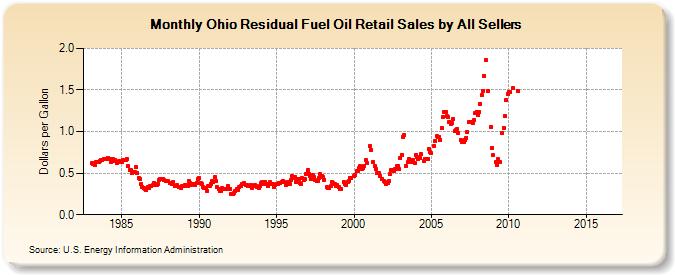 Monthly Ohio Residual Fuel Oil Retail Sales by All Sellers
Dollars per Gallon
2.0
1.5
1.0
0.5
0.0
1985 1990 1995 2000 2005 2010 2015
Source: U.S. Energy Information Administration